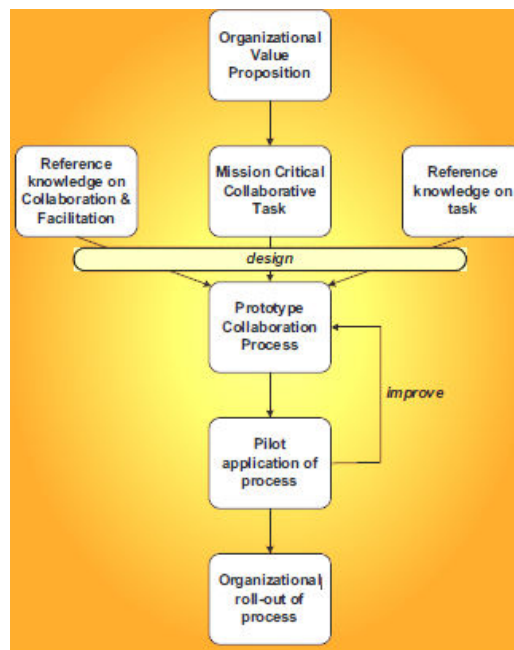 Organizational
Value
Proposition
Reference
knowledge on
Collaboration &
Facilitation
Mission Critical
Collaborative
Task
Reference
knowledge on
task
design
Prototype
Collaboration
Process
improve
Pilot
application of
process
Organizational
roll-out of
process